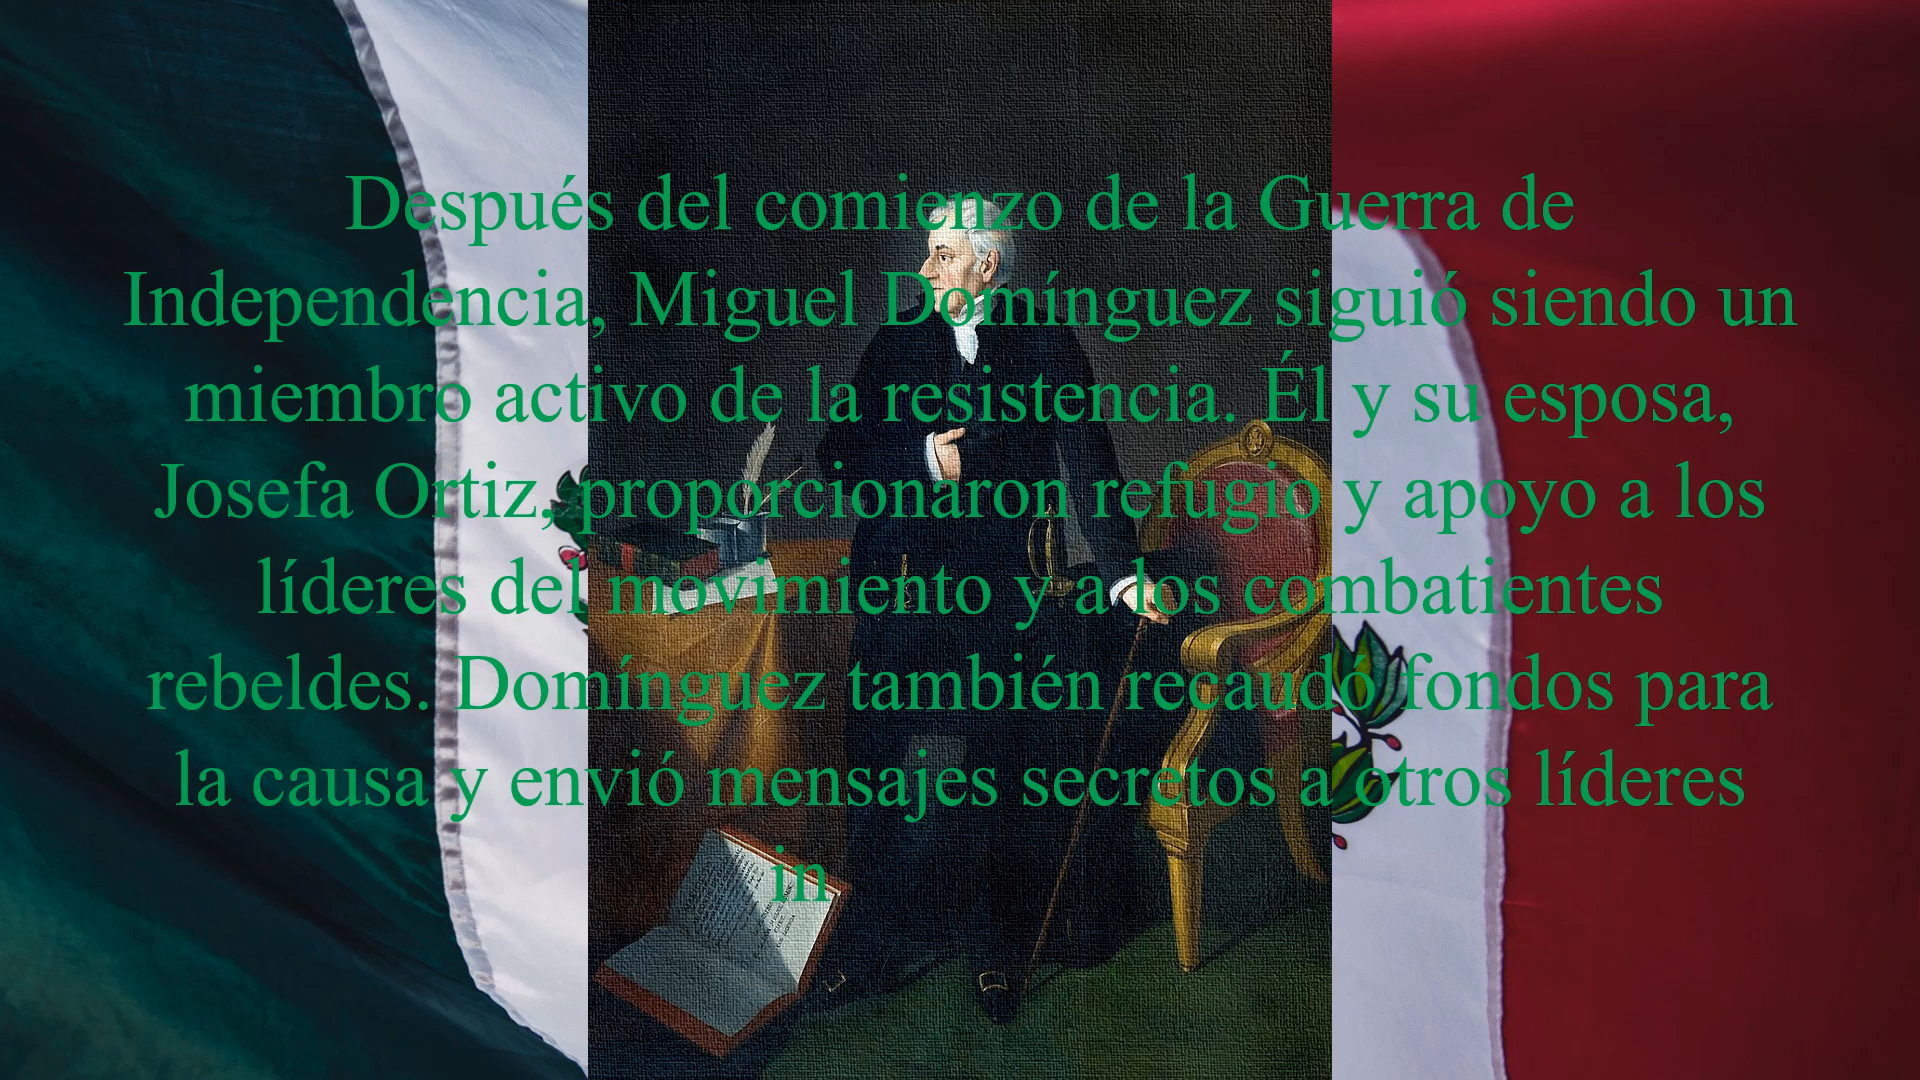 Después del comienzo de la Guerra de
Independencia, Miguel Domínguez siguió siendo un
miembro activo de la resistencia. Él y su esposa,
Josefa Ortiz, proporcionaron refugio y apoyo a los
líderes del movimiento y a los combatientes
rebeldes. Domínguez también recaudó fondos para
la causa y envió mensajes secretos a otros líderes
in